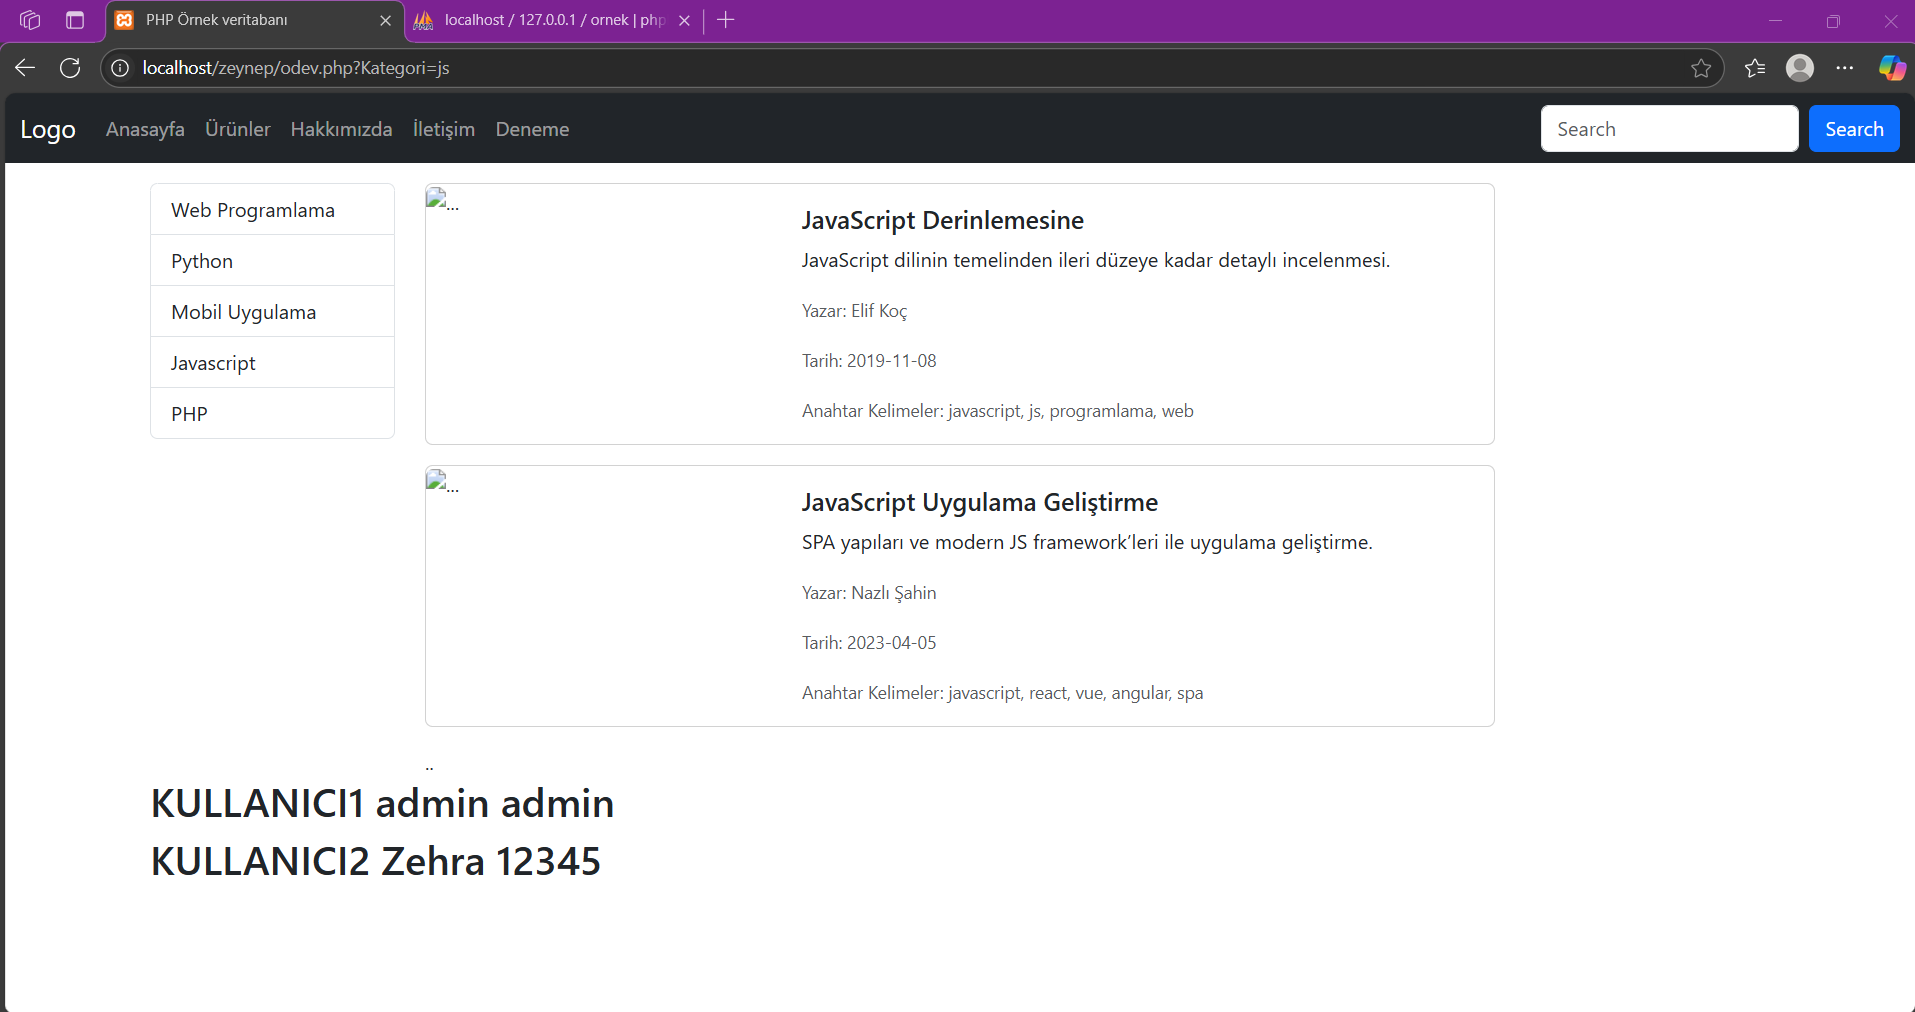 PHP Örnek veritabanı
localhost / 127.0.0.1 / ornek | php
localhost/zeynep/odev.php?Kategori=js
Logo Anasayfa Ürünler Hakkımızda İletişim Deneme Search Search
Web Programlama
Python
Mobil Uygulama
Javascript
PHP
...
JavaScript Derinlemesine
JavaScript dilinin temelinden ileri düzeye kadar detaylı incelenmesi.
Yazar: Elif Koç
Tarih: 2019-11-08
Anahtar Kelimeler: javascript, js, programlama, web
...
JavaScript Uygulama Geliştirme
SPA yapıları ve modern JS framework’leri ile uygulama geliştirme.
Yazar: Nazlı Şahin
Tarih: 2023-04-05
Anahtar Kelimeler: javascript, react, vue, angular, spa
..
KULLANICI1 admin admin
KULLANICI2 Zehra 12345